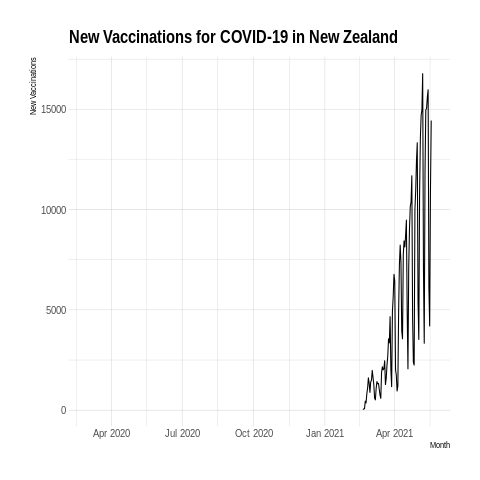 New Vaccinations for COVID-19 in New Zealand
New Vaccinations
15000
10000
5000
0
Apr 2020 Jul 2020 Oct 2020 Jan 2021 Apr 2021
Month